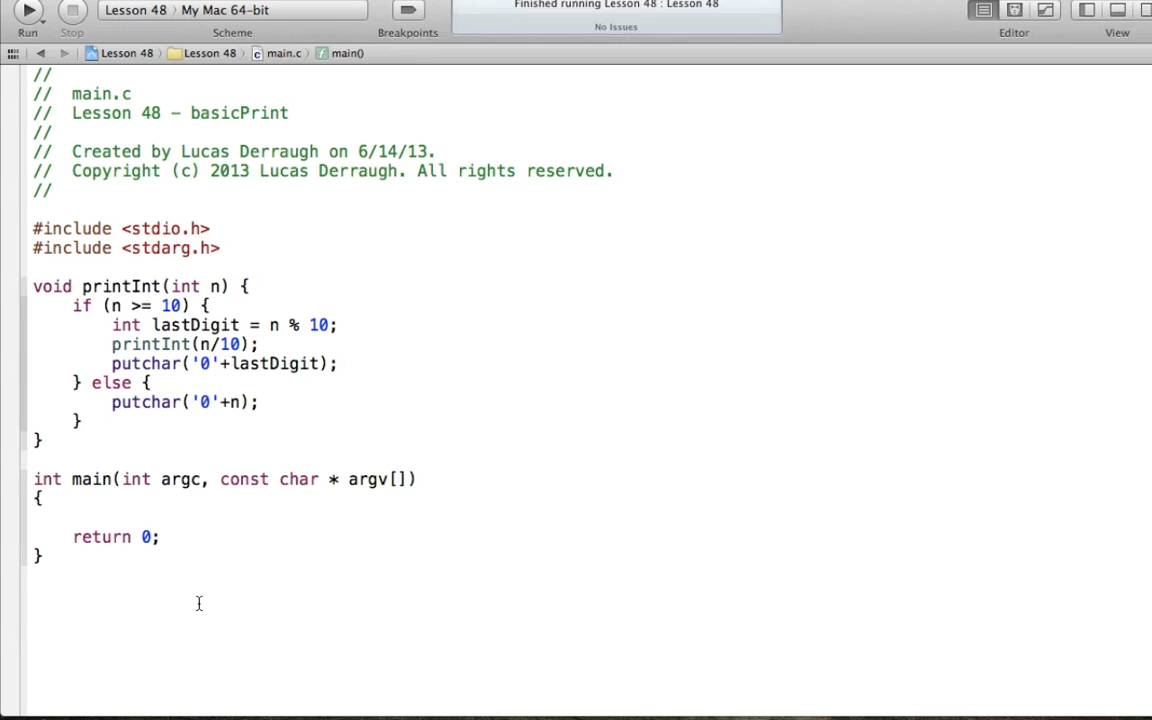 Lesson 48 〉 My Mac 64-bit
Finished running Lesson 48 : Lesson 48
No Issues
Run
Stop
Scheme
Breakpoints
Editor
View
Lesson 48 〉 Lesson 48 〉 main.c 〉 main()
//
//  main.c
//  Lesson 48 - basicPrint
//
//  Created by Lucas Derraugh on 6/14/13.
//  Copyright (c) 2013 Lucas Derraugh. All rights reserved.
//
#include <stdio.h>
#include <stdarg.h>
void printInt(int n) {
    if (n >= 10) {
        int lastDigit = n % 10;
        printInt(n/10);
        putchar('0'+lastDigit);
    } else {
        putchar('0'+n);
    }
}
int main(int argc, const char * argv[])
{
    return 0;
}